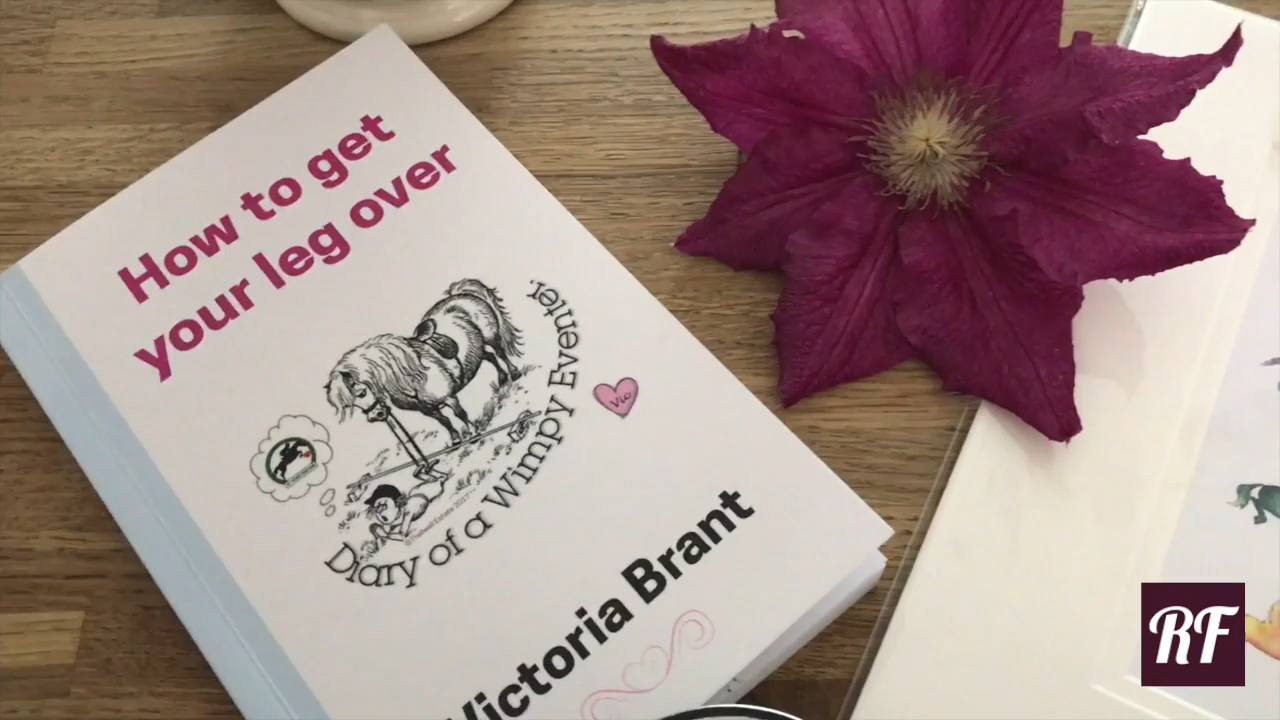 How to get
your leg over
Diary of a Wimpy Eventer.
Vic
Victoria Brant
RF